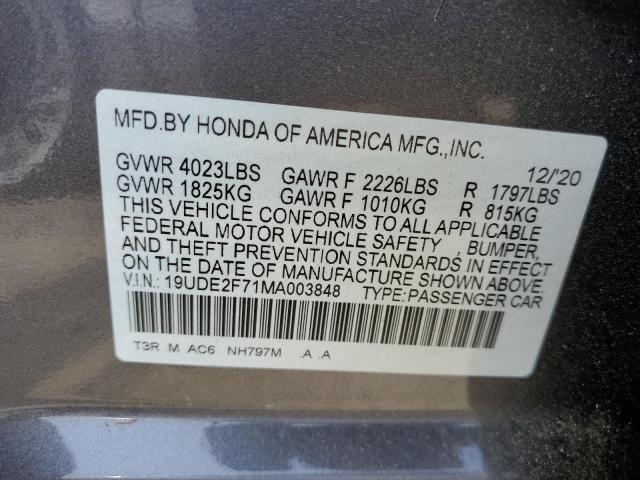 MFD.BY HONDA OF AMERICA MFG.,INC. 12/'20
GVWR 4023LBS GAWR F 2226LBS R 1797LBS
GVWR 1825KG GAWR F 1010KG R 815KG
THIS VEHICLE CONFORMS TO ALL APPLICABLE
FEDERAL MOTOR VEHICLE SAFETY , BUMPER,
AND THEFT PREVENTION STANDARDS IN EFFECT
ON THE DATE OF MANUFACTURE SHOWN ABOVE.
V.I.N.: 19UDE2F71MA003848 TYPE:PASSENGER CAR
T3R M AC6 NH797M .A .A